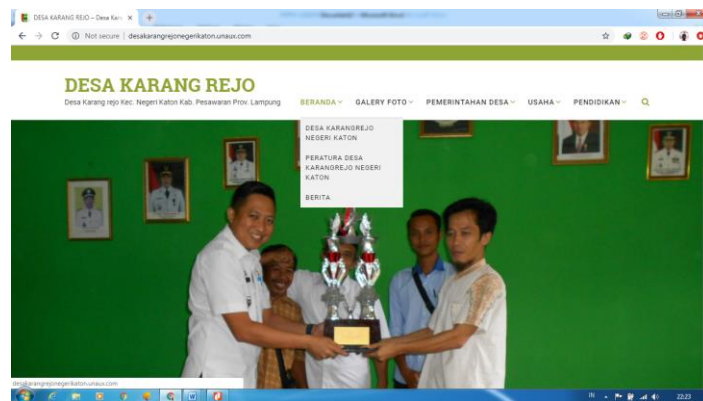 DESA KARANG REJO – Desa Kara
Not secure | desakarangrejonegerikaton.unaux.com
DESA KARANG REJO
Desa Karang rejo Kec. Negeri Katon Kab. Pesawaran Prov. Lampung
BERANDA GALERY FOTO PEMERINTAHAN DESA USAHA PENDIDIKAN
DESA KARANGREJO
NEGERI KATON
PERATURA DESA
KARANGREJO NEGERI
KATON
BERITA
desakarangrejonegerikaton.unaux.com
IN
22:23